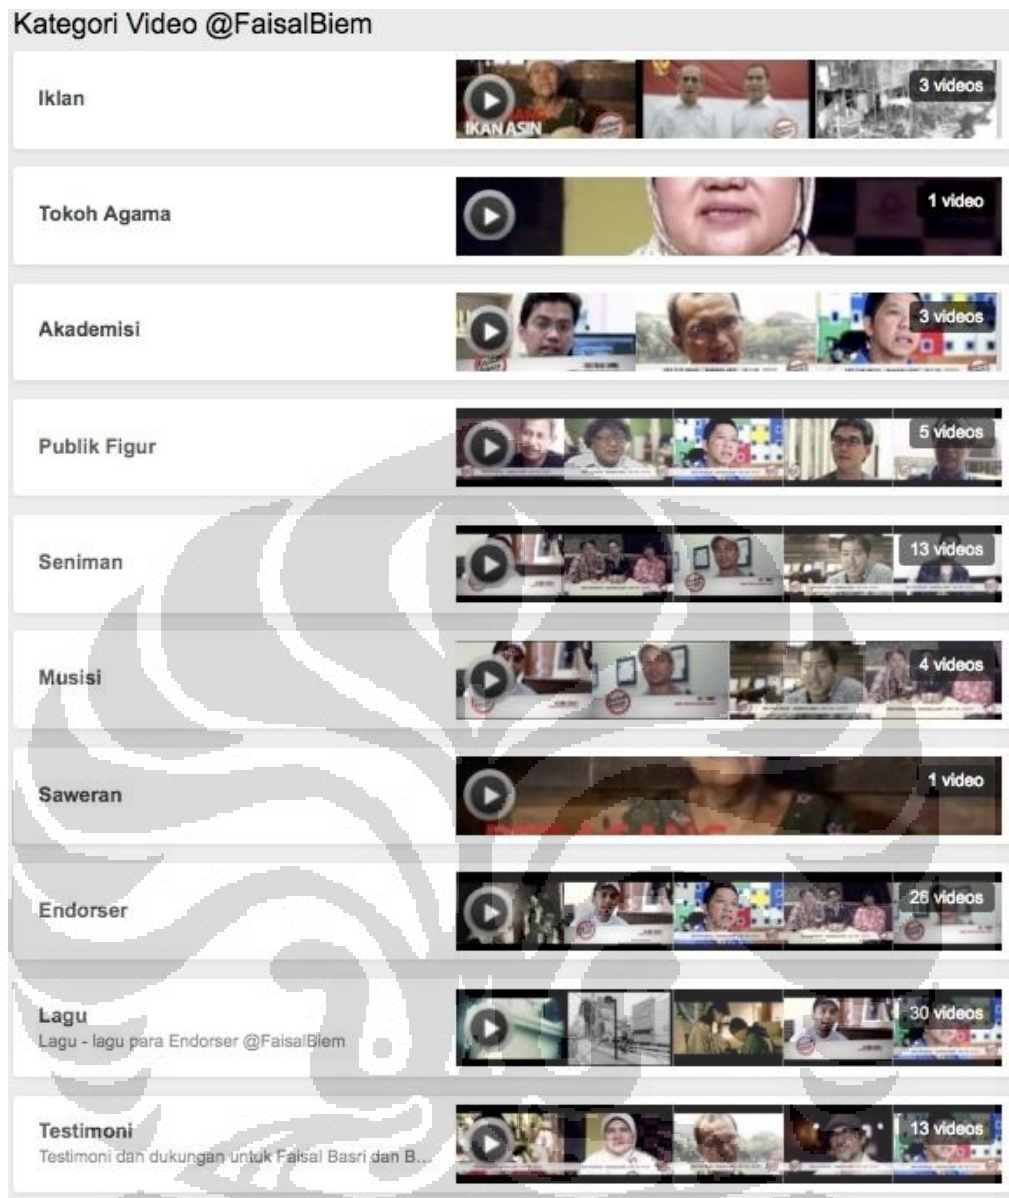 Kategori Video @FaisalBiem
Iklan
IKAN ASIN
3 videos
Tokoh Agama
1 video
Akademisi
3 videos
Publik Figur
5 videos
Seniman
13 videos
Musisi
4 videos
Saweran
1 video
Endorser
26 videos
Lagu
Lagu - lagu para Endorser @FaisalBiem
30 videos
Testimoni
Testimoni dan dukungan untuk Faisal Basri dan B...
13 videos